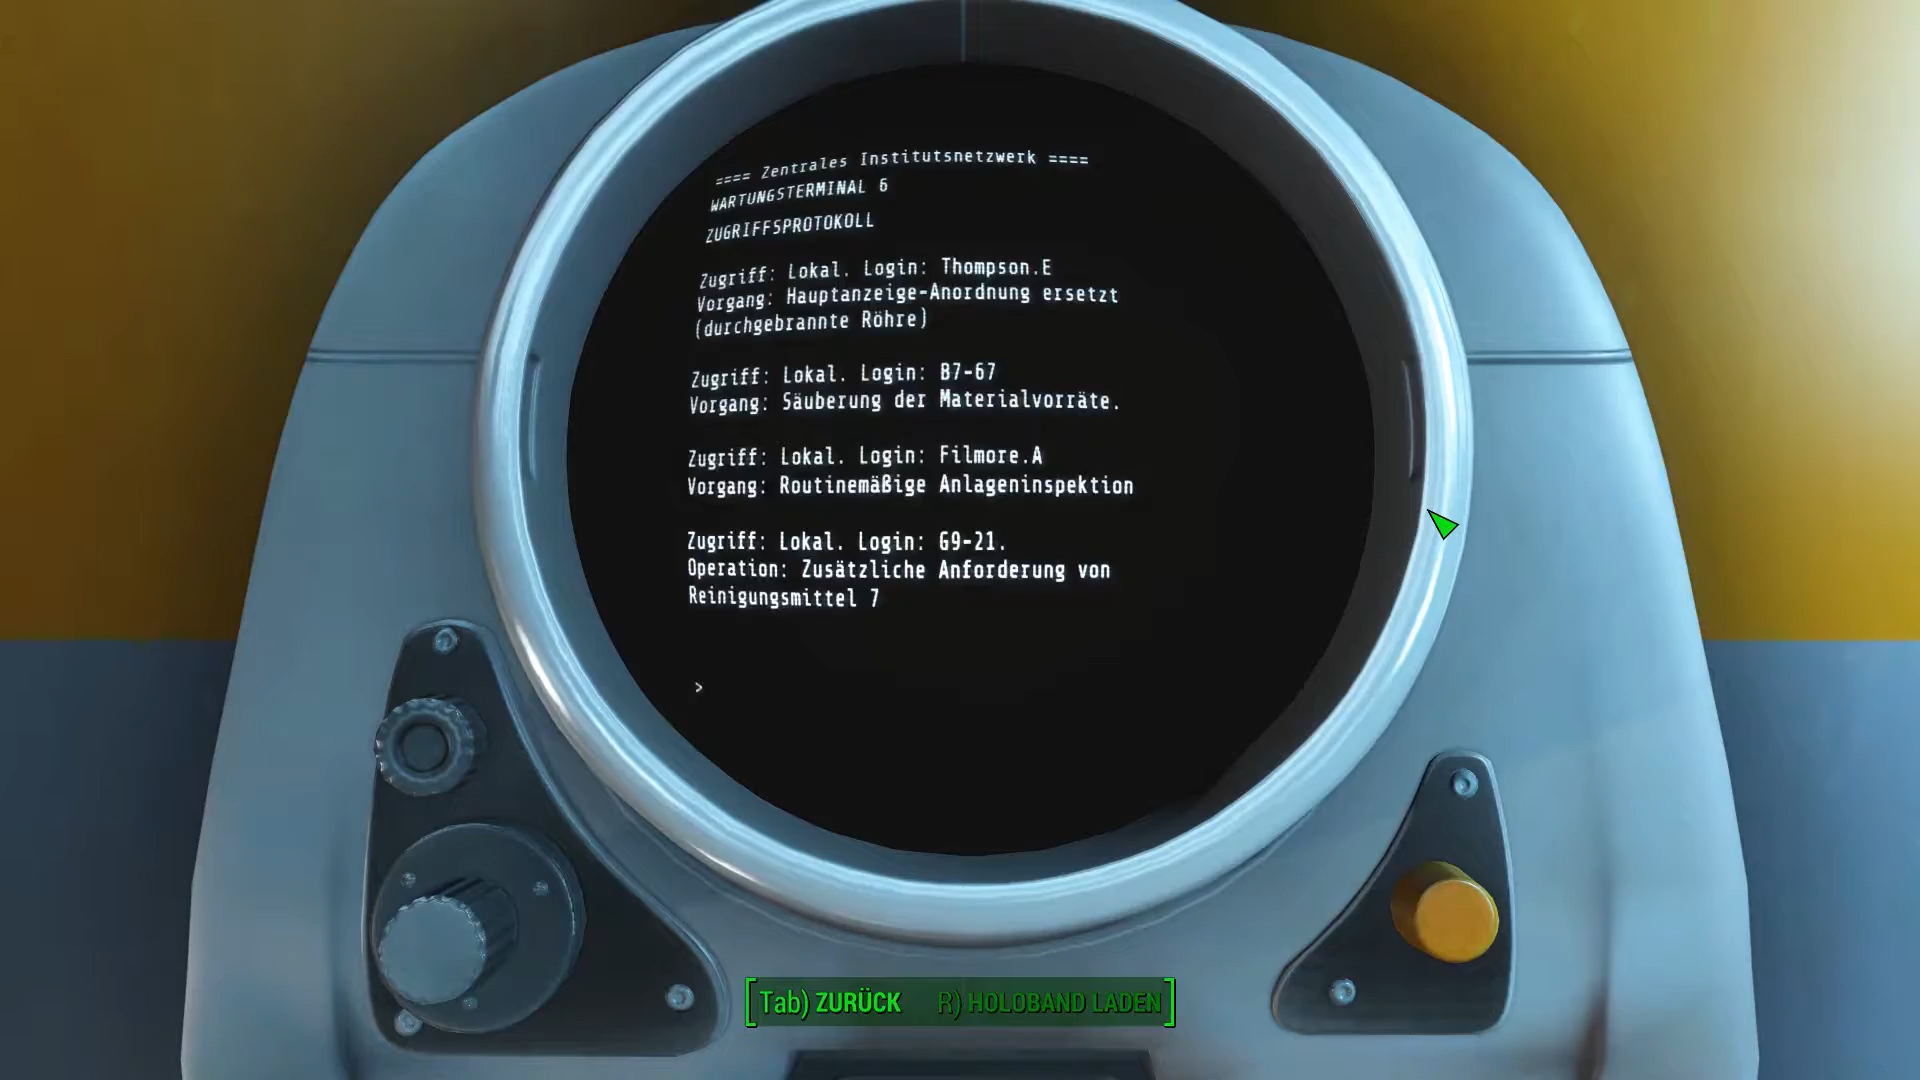 ==== Zentrales Institutsnetzwerk ====
WARTUNGSTERMINAL 6
ZUGRIFFSPROTOKOLL
Zugriff: Lokal. Login: Thompson.E
Vorgang: Hauptanzeige-Anordnung ersetzt
(durchgebrannte Röhre)
Zugriff: Lokal. Login: B7-67
Vorgang: Säuberung der Materialvorräte.
Zugriff: Lokal. Login: Filmore.A
Vorgang: Routinemäßige Anlageninspektion
Zugriff: Lokal. Login: G9-21.
Operation: Zusätzliche Anforderung von
Reinigungsmittel 7
>
Tab) ZURÜCK R) HOLOBAND LADEN